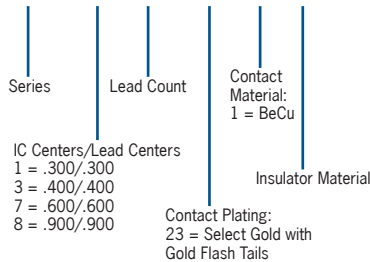 Series
Lead Count
Contact
Material:
1 = BeCu
IC Centers/Lead Centers
1 = .300/.300
3 = .400/.400
7 = .600/.600
8 = .900/.900
Insulator Material
Contact Plating:
23 = Select Gold with
Gold Flash Tails